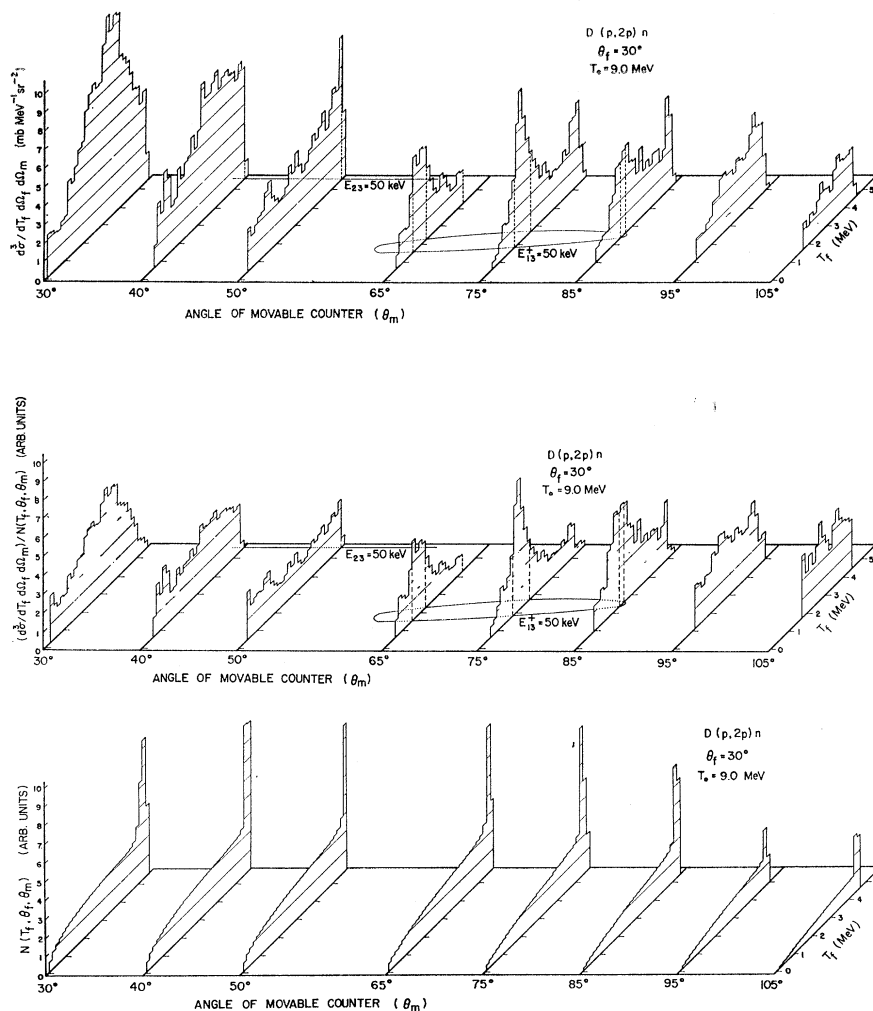 D (p, 2p) n
θf = 30°
To = 9.0 MeV
d³σ / dTf dΩf dΩm (mb MeV⁻¹ sr⁻²)
10
9
8
7
6
5
4
3
2
1
0
E23 = 50 keV
E⁺13 = 50 keV
0 1 2 3 4 5
Tf (MeV)
30° 40° 50° 65° 75° 85° 95° 105°
ANGLE OF MOVABLE COUNTER (θm)
D (p, 2p) n
θf = 30°
To = 9.0 MeV
(d³σ / dTf dΩf dΩm) / N(Tf, θf, θm) (ARB. UNITS)
10
9
8
7
6
5
4
3
2
1
0
E23 = 50 keV
E⁺13 = 50 keV
0 1 2 3 4 5
Tf (MeV)
30° 40° 50° 65° 75° 85° 95° 105°
ANGLE OF MOVABLE COUNTER (θm)
D (p, 2p) n
θf = 30°
To = 9.0 MeV
N (Tf, θf, θm) (ARB. UNITS)
10
9
8
7
6
5
4
3
2
1
0
0 1 2 3 4
Tf (MeV)
30° 40° 50° 65° 75° 85° 95° 105°
ANGLE OF MOVABLE COUNTER (θm)